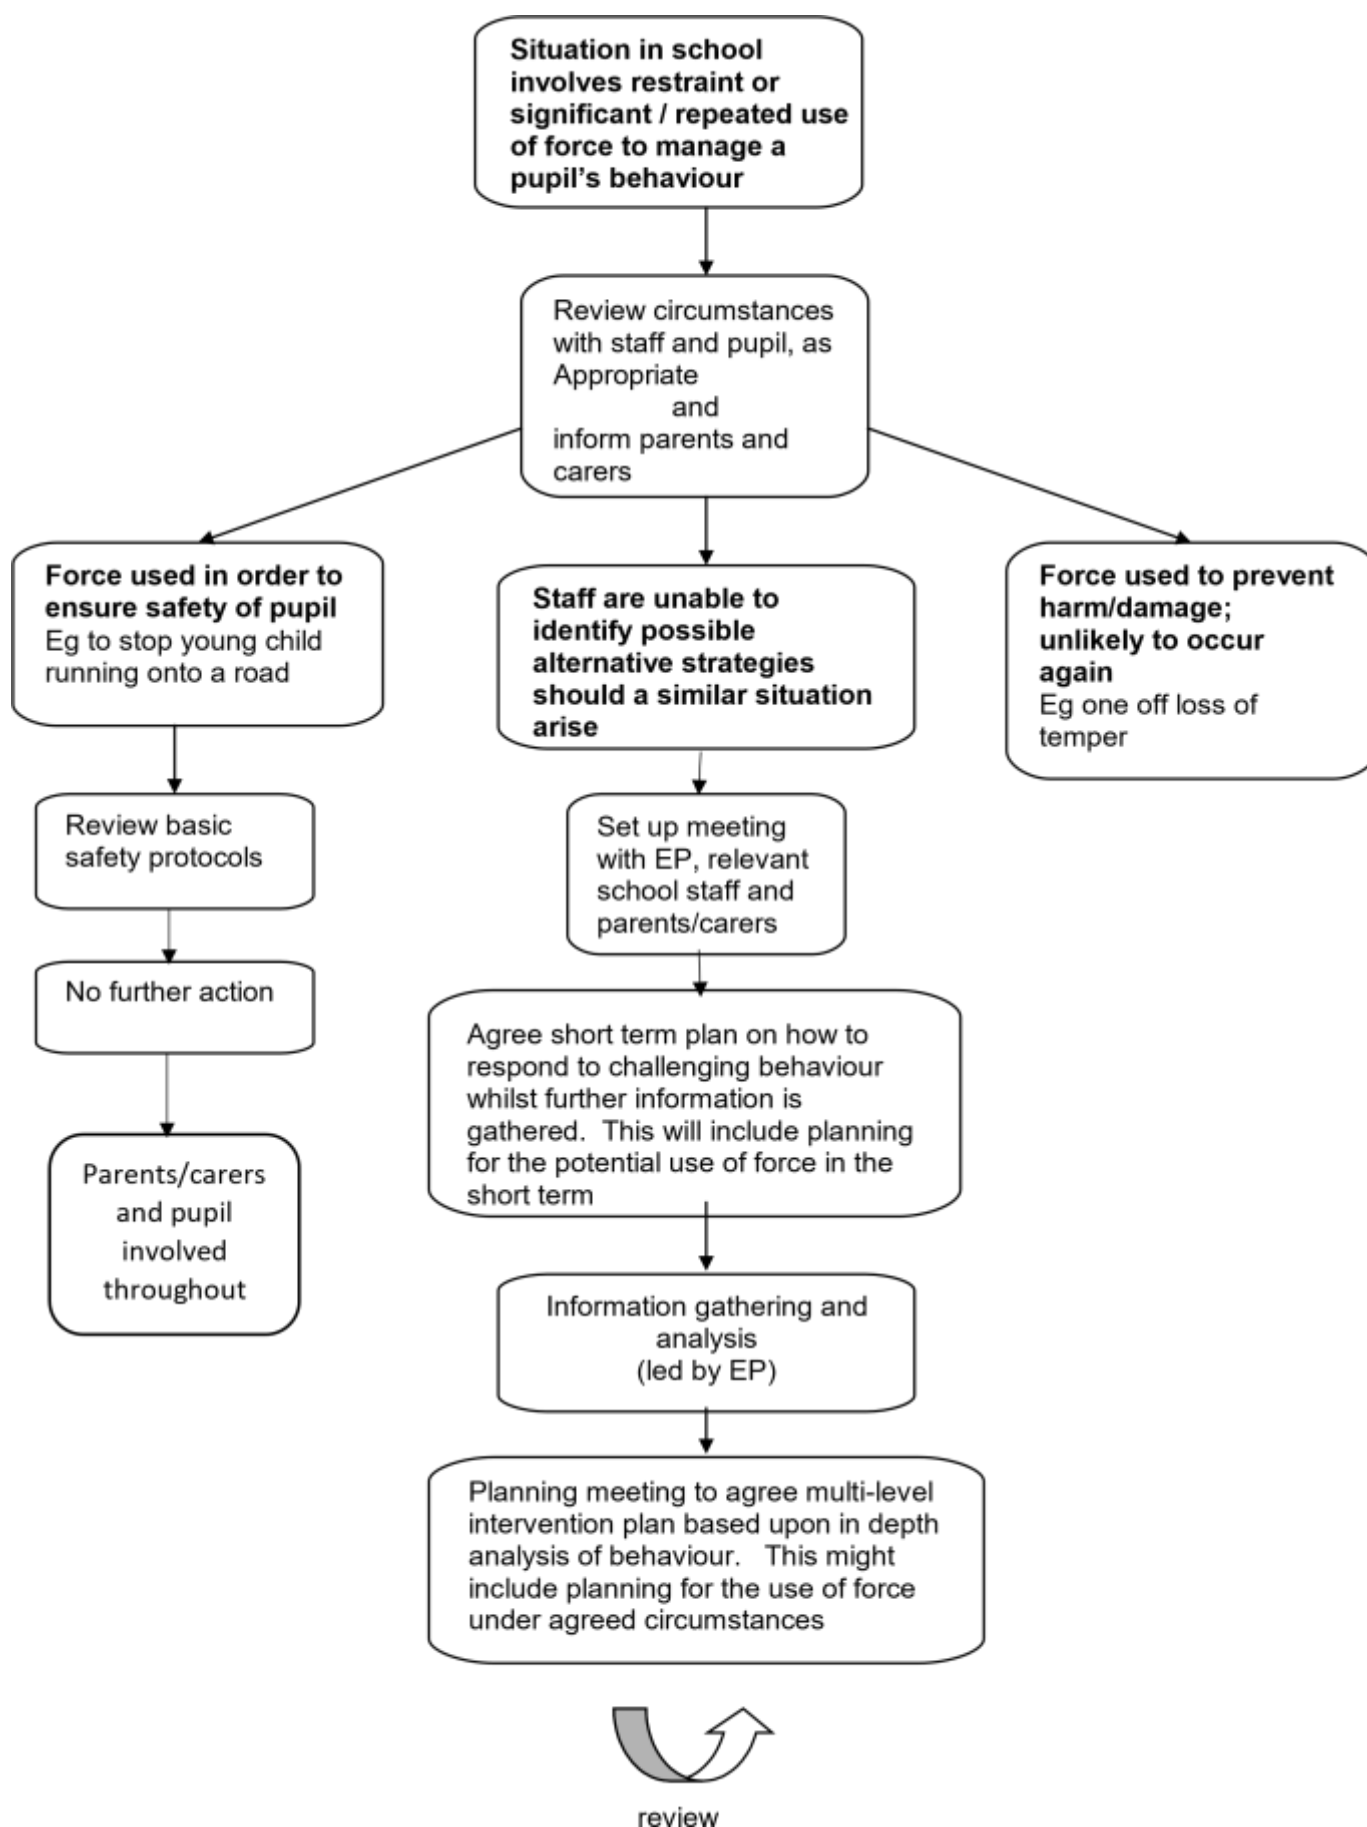 Situation in school
involves restraint or
significant / repeated use
of force to manage a
pupil's behaviour
Review circumstances
with staff and pupil, as
Appropriate
and
inform parents and
carers
Force used in order to
ensure safety of pupil
Eg to stop young child
running onto a road
Review basic
safety protocols
No further action
Parents/carers
and pupil
involved
throughout
Staff are unable to
identify possible
alternative strategies
should a similar situation
arise
Set up meeting
with EP, relevant
school staff and
parents/carers
Agree short term plan on how to
respond to challenging behaviour
whilst further information is
gathered.  This will include planning
for the potential use of force in the
short term
Information gathering and
analysis
(led by EP)
Planning meeting to agree multi-level
intervention plan based upon in depth
analysis of behaviour.   This might
include planning for the use of force
under agreed circumstances
review
Force used to prevent
harm/damage;
unlikely to occur
again
Eg one off loss of
temper